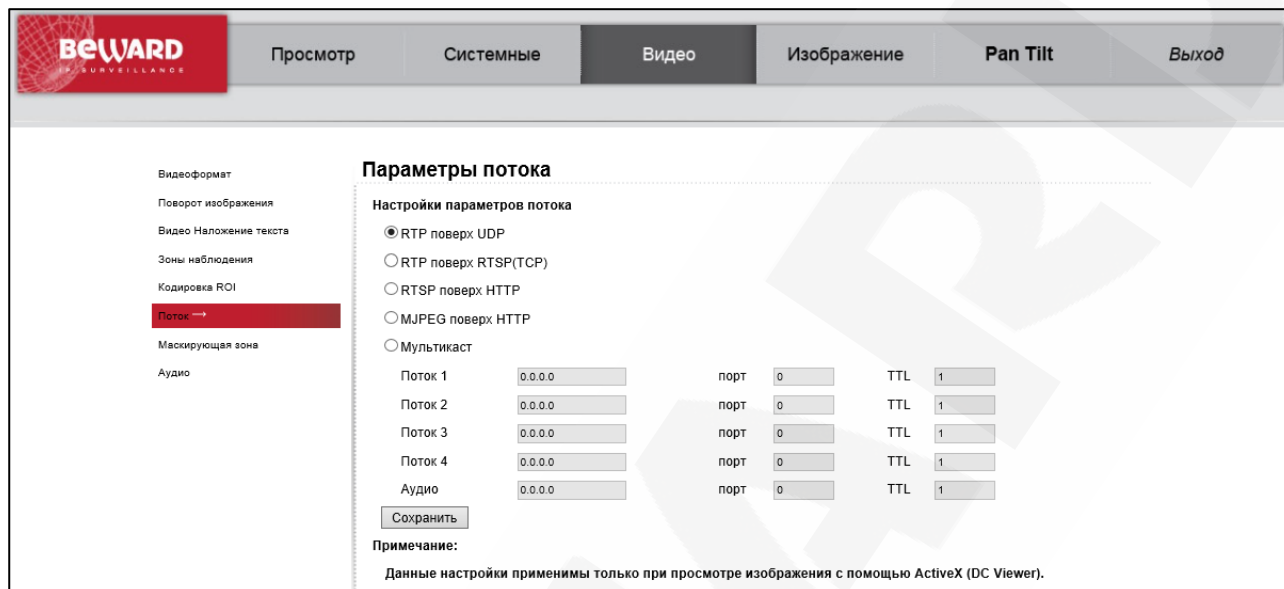 BEWARD
IP SURVEILLANCE
Просмотр Системные Видео Изображение Pan Tilt Выход
Видеоформат
Поворот изображения
Видео Наложение текста
Зоны наблюдения
Кодировка ROI
Поток →
Маскирующая зона
Аудио
Параметры потока
Настройки параметров потока
RTP поверх UDP
RTP поверх RTSP(TCP)
RTSP поверх HTTP
MJPEG поверх HTTP
Мультикаст
Поток 1 0.0.0.0 порт 0 TTL 1
Поток 2 0.0.0.0 порт 0 TTL 1
Поток 3 0.0.0.0 порт 0 TTL 1
Поток 4 0.0.0.0 порт 0 TTL 1
Аудио 0.0.0.0 порт 0 TTL 1
Сохранить
Примечание:
Данные настройки применимы только при просмотре изображения с помощью ActiveX (DC Viewer).